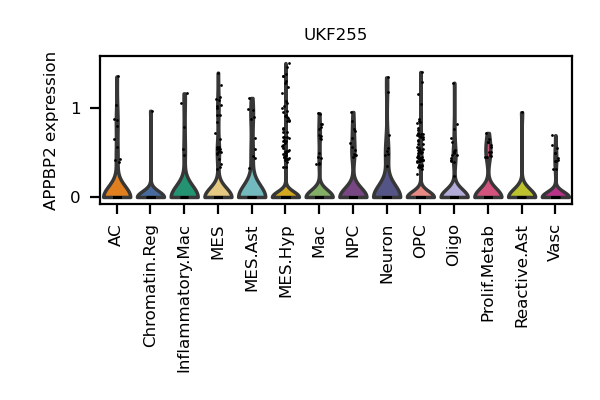 UKF255
APPBP2 expression
1
0
AC
Chromatin.Reg
Inflammatory.Mac
MES
MES.Ast
MES.Hyp
Mac
NPC
Neuron
OPC
Oligo
Prolif.Metab
Reactive.Ast
Vasc